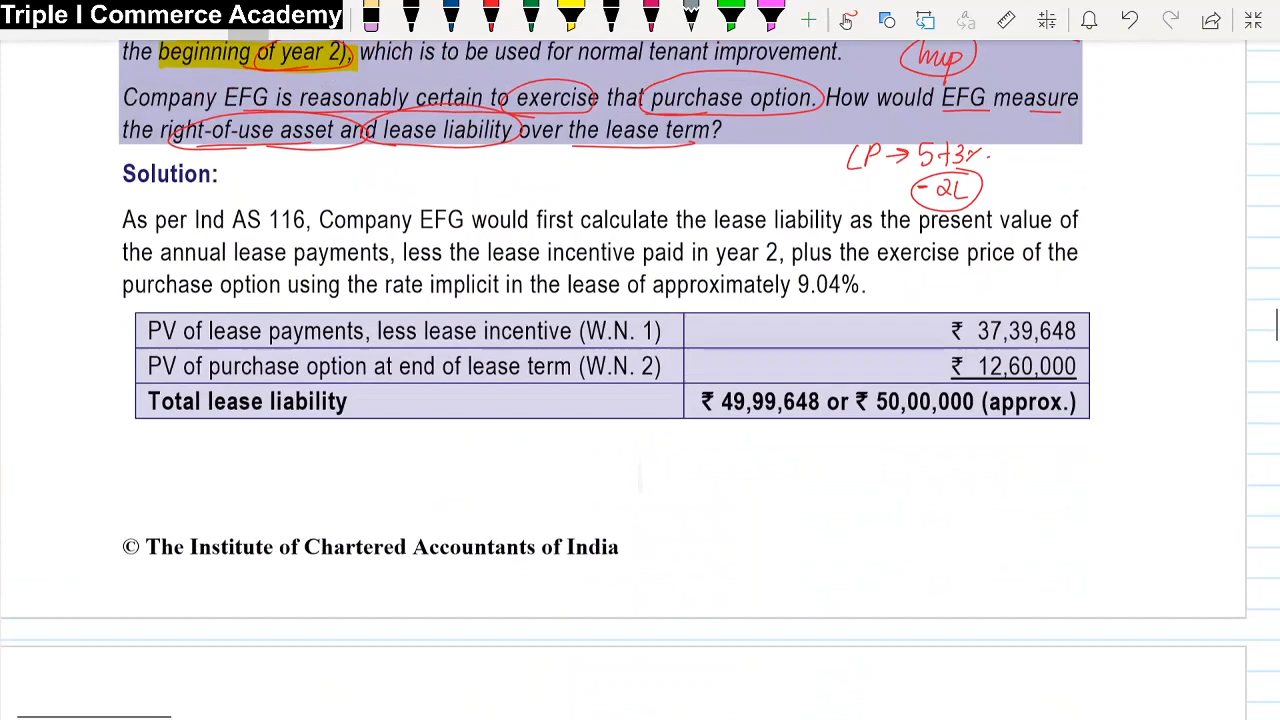 Triple I Commerce Academy
the beginning of year 2), which is to be used for normal tenant improvement.
Imp
Company EFG is reasonably certain to exercise that purchase option. How would EFG measure
the right-of-use asset and lease liability over the lease term?
LP → 5+3%.
Solution:
- 2L
As per Ind AS 116, Company EFG would first calculate the lease liability as the present value of
the annual lease payments, less the lease incentive paid in year 2, plus the exercise price of the
purchase option using the rate implicit in the lease of approximately 9.04%.
PV of lease payments, less lease incentive (W.N. 1) ₹ 37,39,648
PV of purchase option at end of lease term (W.N. 2) ₹ 12,60,000
Total lease liability ₹ 49,99,648 or ₹ 50,00,000 (approx.)
© The Institute of Chartered Accountants of India